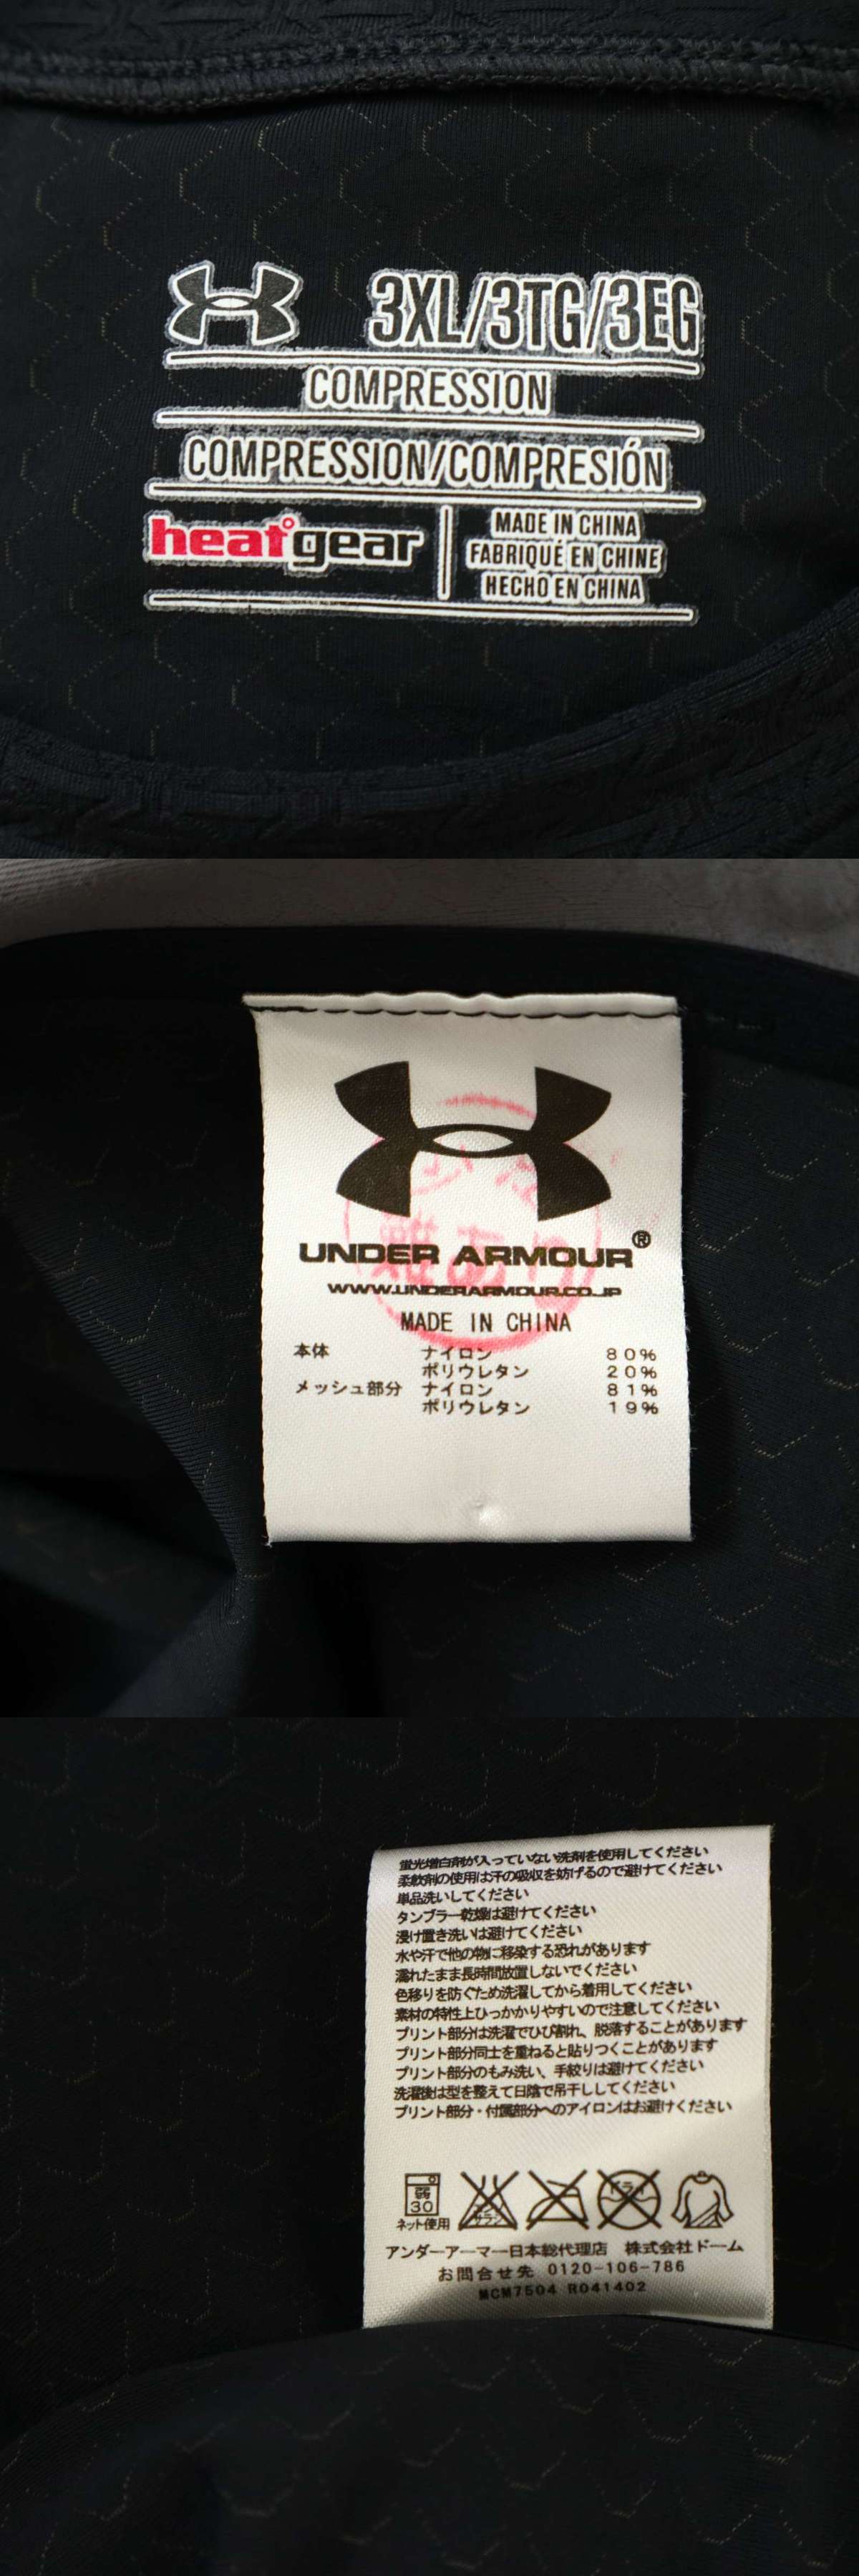 3XL/3TG/3EG
COMPRESSION
COMPRESSION/COMPRESIÓN
heat gear
MADE IN CHINA
FABRIQUÉ EN CHINE
HECHO EN CHINA
UNDER ARMOUR®
WWW.UNDERARMOUR.CO.JP
MADE IN CHINA
本体 ナイロン 80%
ポリウレタン 20%
メッシュ部分 ナイロン 81%
ポリウレタン 19%
蛍光増白剤が入っていない洗剤を使用してください
柔軟剤の使用は汗の吸収を妨げるので避けてください
単品洗いしてください
タンブラー乾燥は避けてください
浸け置き洗いは避けてください
水や汗で他の物に移染する恐れがあります
濡れたまま長時間放置しないでください
色移りを防ぐため洗濯してから着用してください
素材の特性上ひっかかりやすいので注意してください
プリント部分は洗濯でひび割れ、脱落することがあります
プリント部分同士を重ねると貼りつくことがあります
プリント部分のもみ洗い、手絞りは避けてください
洗濯後は型を整えて日陰で吊干ししてください
プリント部分・付属部分へのアイロンはお避けください
弱
30
エンソ
サラシ
ドライ
ネット使用
アンダーアーマー日本総代理店 株式会社ドーム
お問合せ先 0120-106-786
MCM7504 R041402